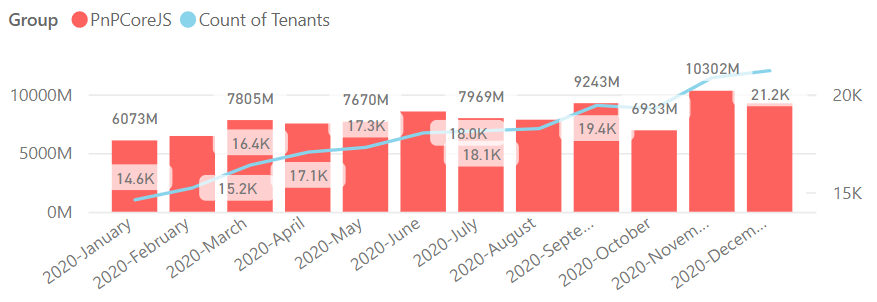 Group PnPCoreJS Count of Tenants
10302M
9243M
7805M 7670M 7969M
6073M 6933M
10000M 20K
21.2K
17.3K 19.4K
18.0K
16.4K
5000M
18.1K
14.6K 17.1K
15.2K 15K
0M
2020-January
2020-February
2020-March
2020-April
2020-May
2020-June
2020-July
2020-August
2020-Septe...
2020-October
2020-Novem...
2020-Decem...